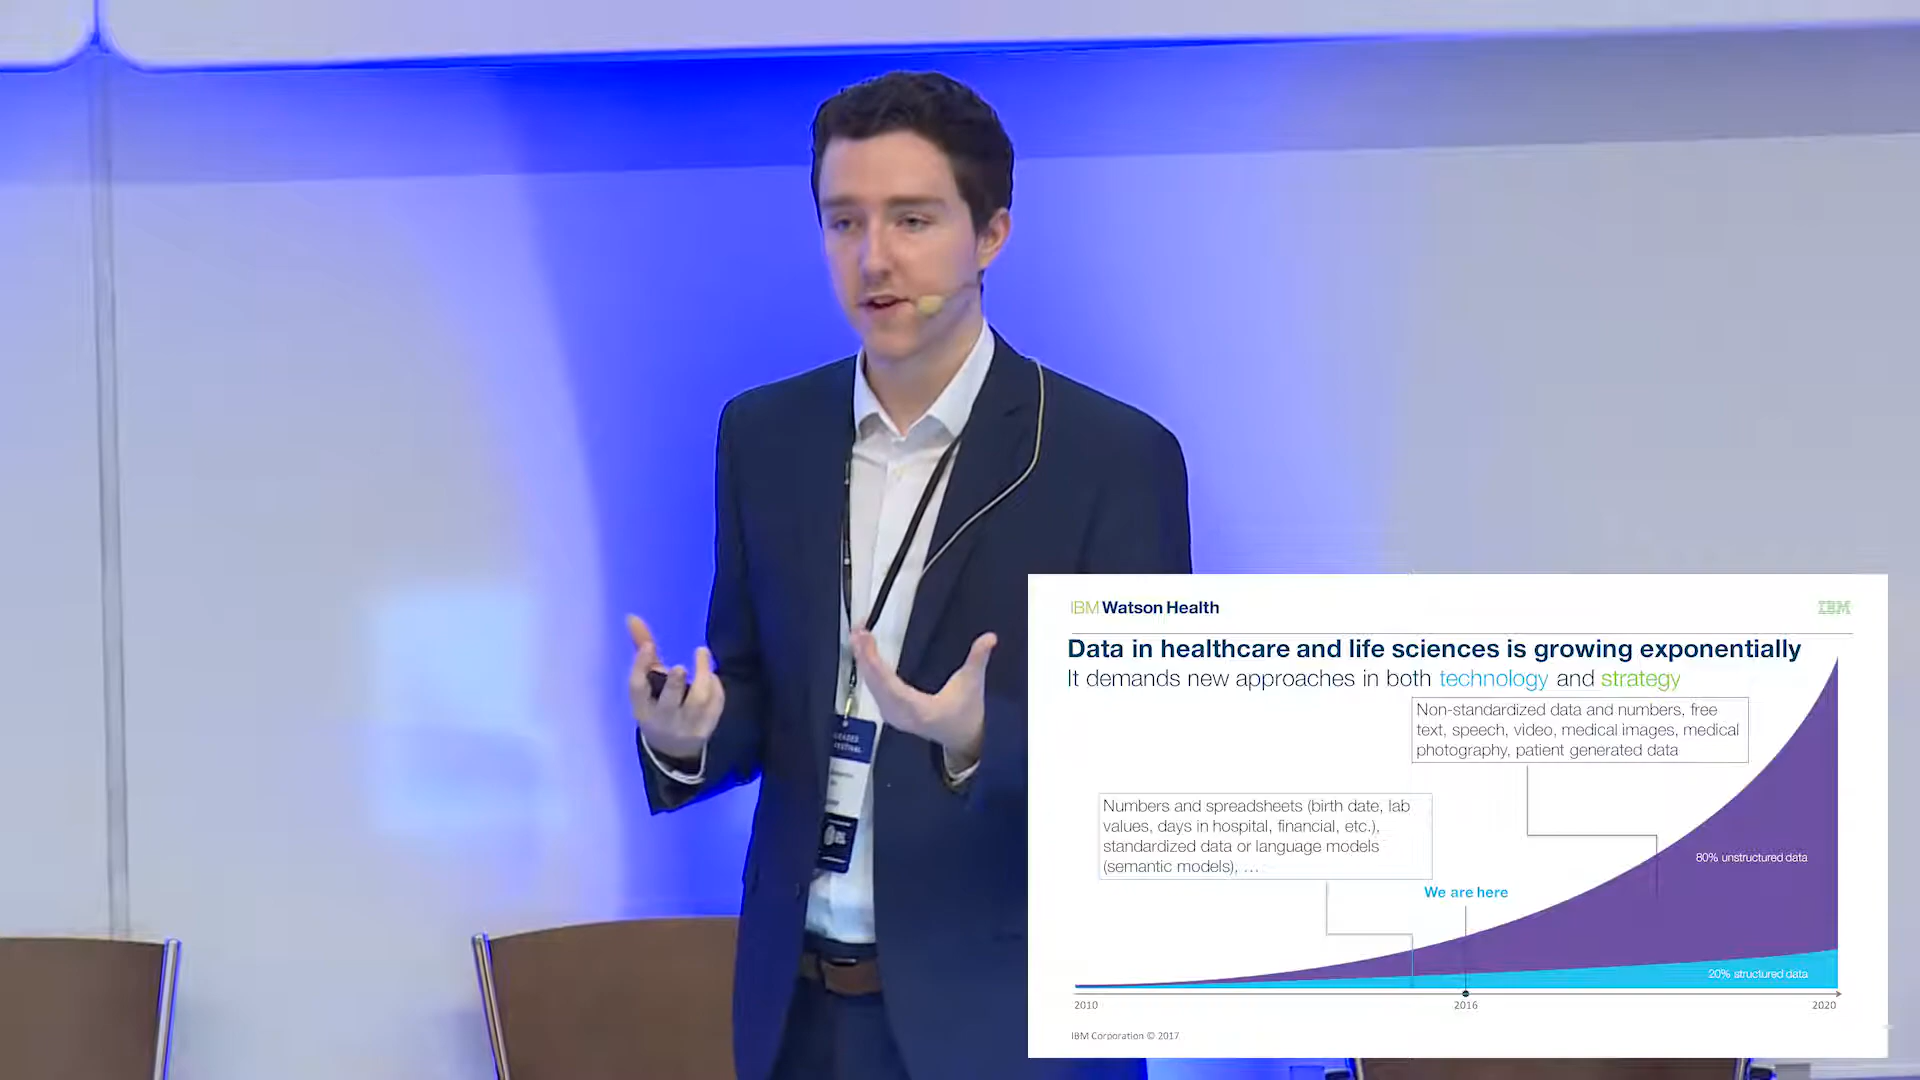 IBM Watson Health
IBM
Data in healthcare and life sciences is growing exponentially
It demands new approaches in both technology and strategy
Non-standardized data and numbers, free
text, speech, video, medical images, medical
photography, patient generated data
Numbers and spreadsheets (birth date, lab
values, days in hospital, financial, etc.),
standardized data or language models
(semantic models), ...
We are here
80% unstructured data
20% structured data
2010
2016
2020
IBM Corporation © 2017